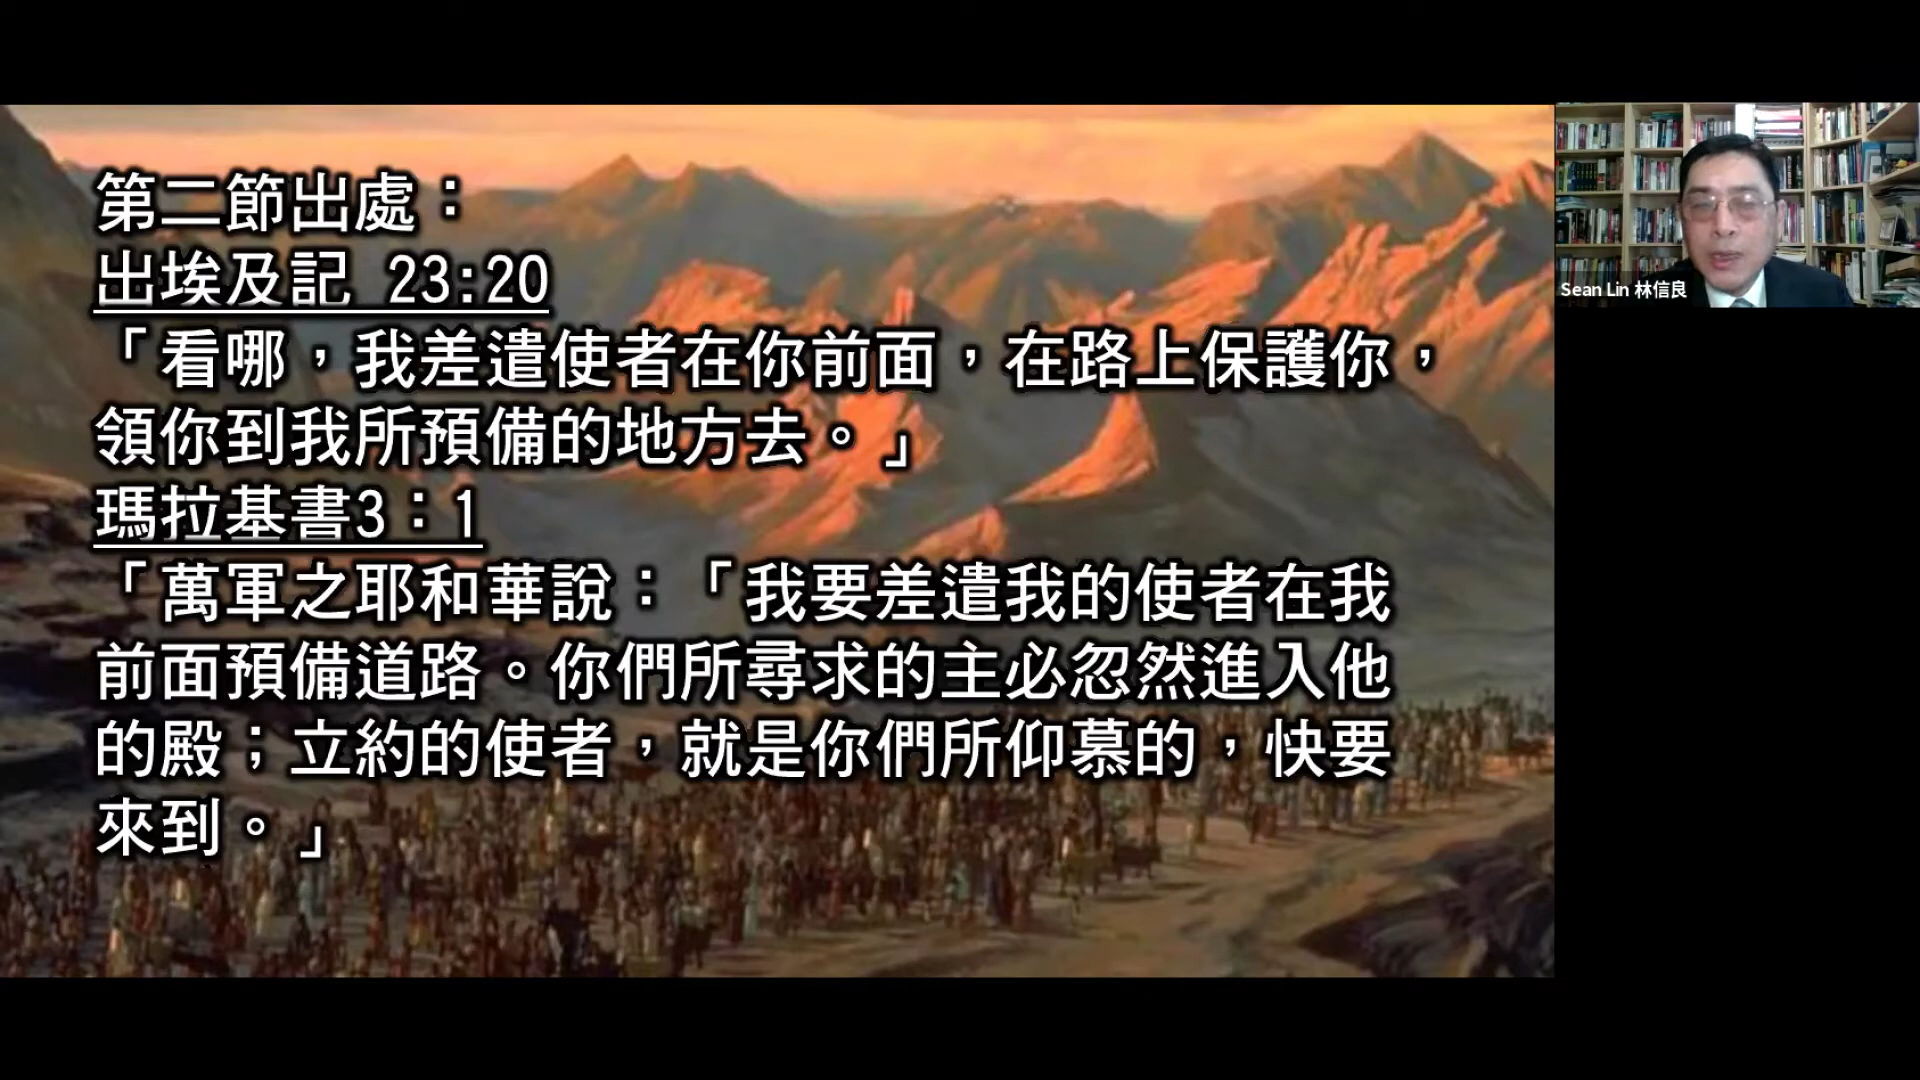 第二節出處：
出埃及記 23:20
「看哪，我差遣使者在你前面，在路上保護你，
領你到我所預備的地方去。」
瑪拉基書3：1
「萬軍之耶和華說：「我要差遣我的使者在我
前面預備道路。你們所尋求的主必忽然進入他
的殿；立約的使者，就是你們所仰慕的，快要
來到。」
Sean Lin 林信良